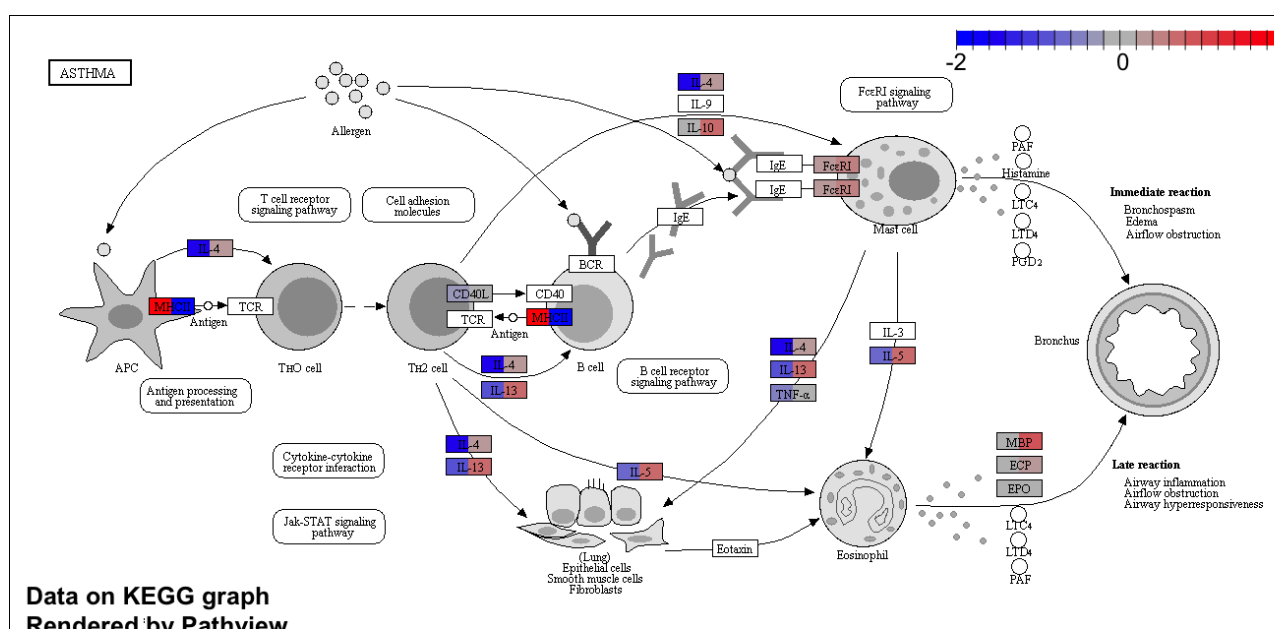 -2
0
ASTHMA
Allergen
IL-4
IL-9
IL-10
FcεRI signaling
pathway
PAF
Histamine
LTC4
LTD4
PGD2
IgE
FcεRI
IgE
FcεRI
Mast cell
Immediate reaction
Bronchospasm
Edema
Airflow obstruction
T cell receptor
signaling pathway
Cell adhesion
molecules
IgE
IL-4
BCR
MHCII
Antigen
TCR
CD40L
CD40
TCR
Antigen
MHCII
APC
TH0 cell
TH2 cell
B cell
IL-4
IL-13
B cell receptor
signaling pathway
IL-4
IL-13
TNF-α
IL-3
IL-5
Bronchus
Antigen processing
and presentation
Cytokine-cytokine
receptor interaction
IL-4
IL-13
IL-5
MBP
ECP
EPO
Late reaction
Airway inflammation
Airflow obstruction
Airway hyperresponsiveness
Jak-STAT signaling
pathway
(Lung)
Epithelial cells
Smooth muscle cells
Fibroblasts
Eotaxin
Eosinophil
LTC4
LTD4
PAF
Data on KEGG graph
Rendered by Pathview